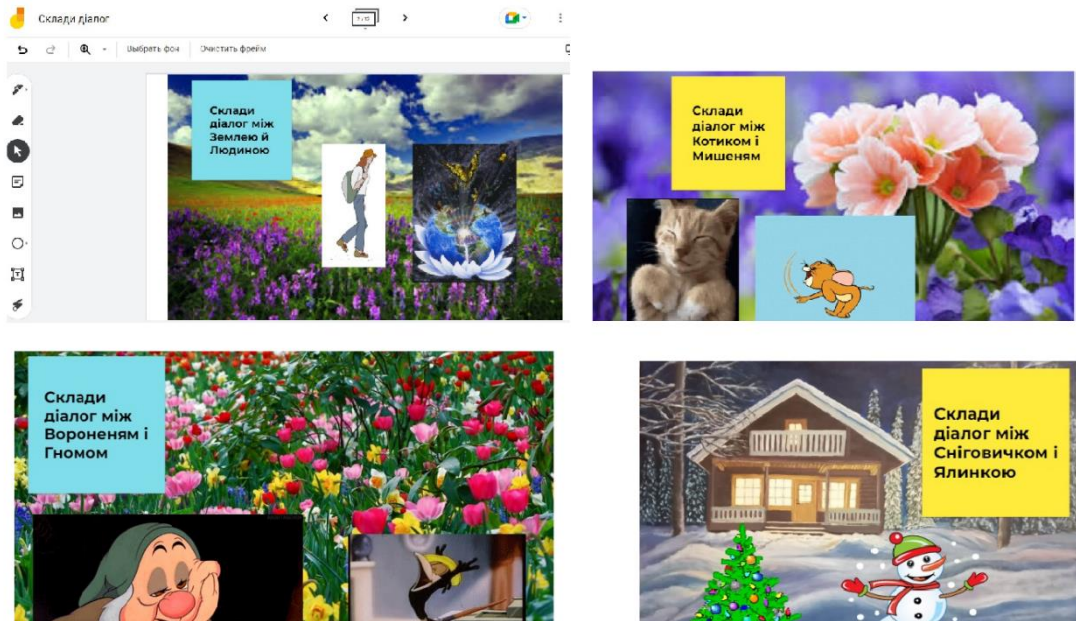 Склади діалог
Выбрать фон
Очистить фрейм
Склади
діалог між
Землею й
Людиною
Склади
діалог між
Котиком і
Мишеням
Склади
діалог між
Вороненям і
Гномом
Склади
діалог між
Сніговичком і
Ялинкою